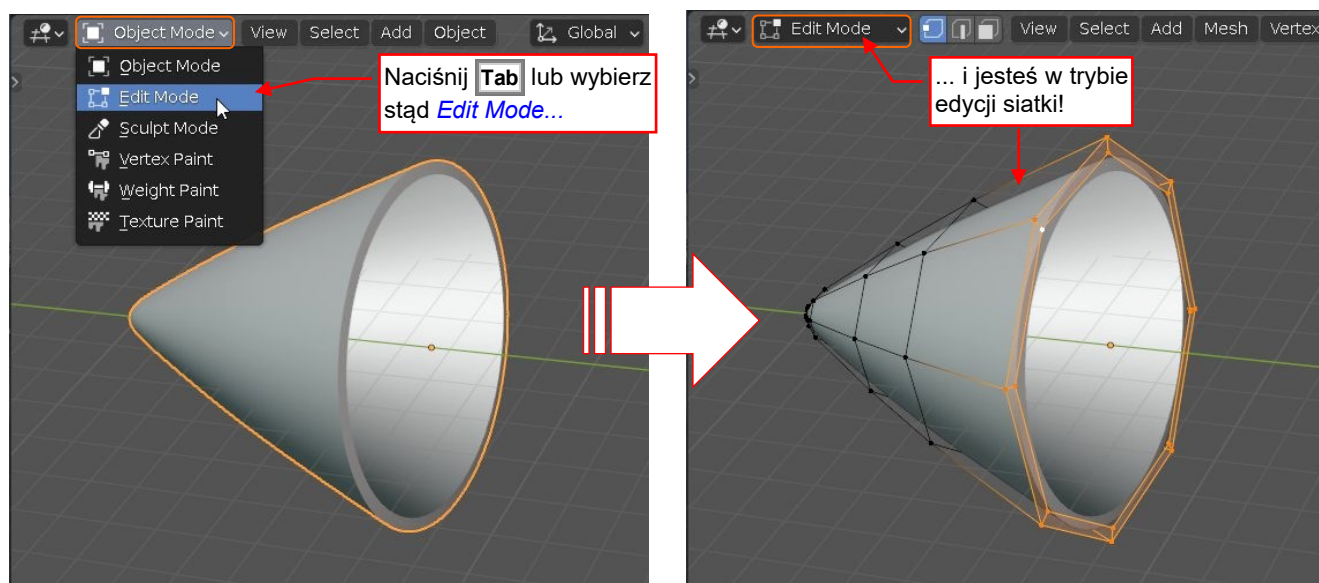 Object Mode View Select Add Object Global
Object Mode
Edit Mode
Sculpt Mode
Vertex Paint
Weight Paint
Texture Paint
Naciśnij Tab lub wybierz
stąd Edit Mode...
Edit Mode View Select Add Mesh Vertex
... i jesteś w trybie
edycji siatki!